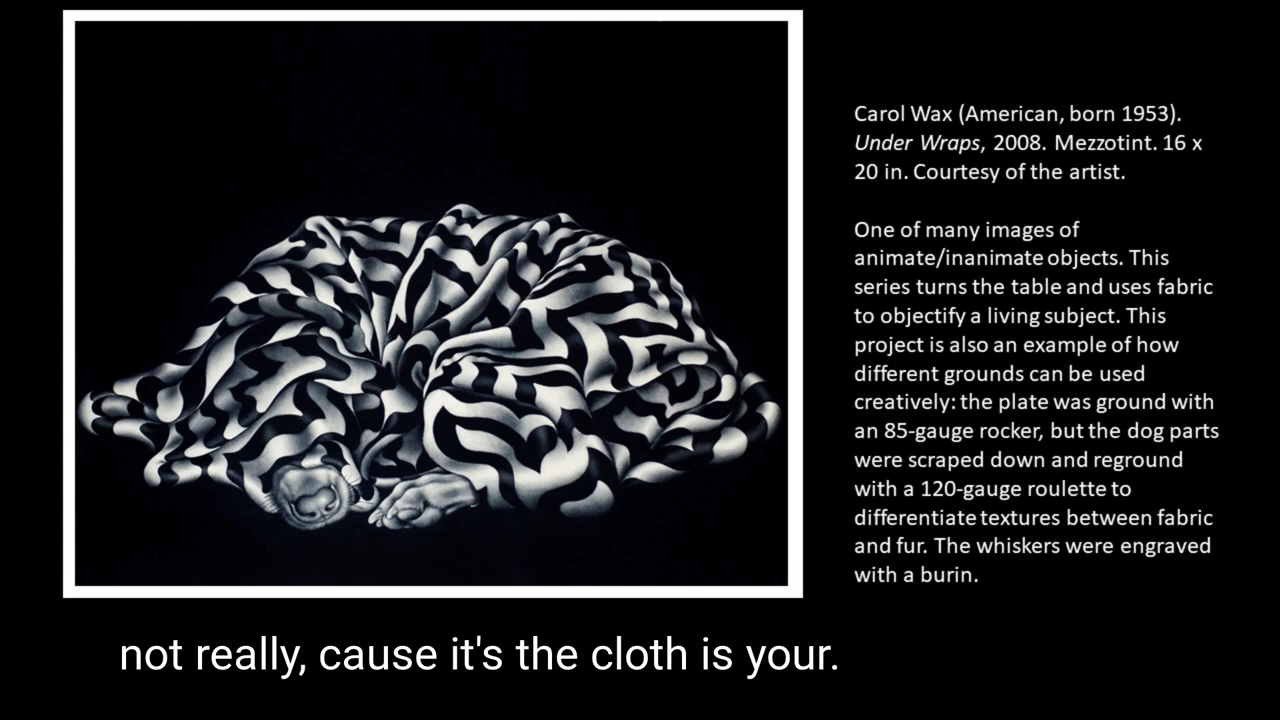 Carol Wax (American, born 1953).
Under Wraps, 2008. Mezzotint. 16 x
20 in. Courtesy of the artist.
One of many images of
animate/inanimate objects. This
series turns the table and uses fabric
to objectify a living subject. This
project is also an example of how
different grounds can be used
creatively: the plate was ground with
an 85-gauge rocker, but the dog parts
were scraped down and reground
with a 120-gauge roulette to
differentiate textures between fabric
and fur. The whiskers were engraved
with a burin.
not really, cause it's the cloth is your.